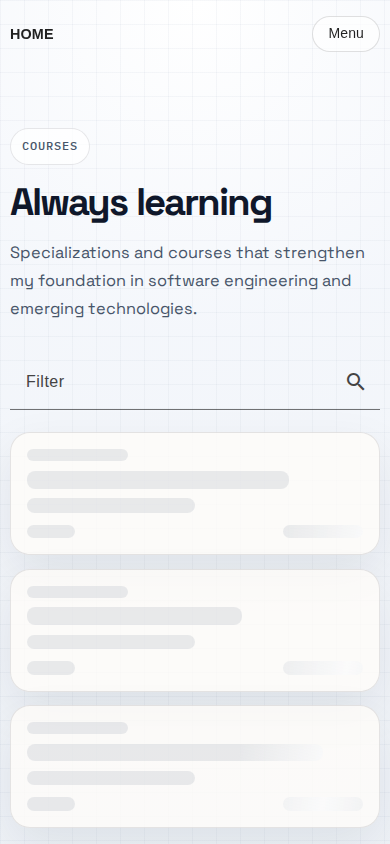 HOME
Menu
COURSES
Always learning
Specializations and courses that strengthen
my foundation in software engineering and
emerging technologies.
Filter